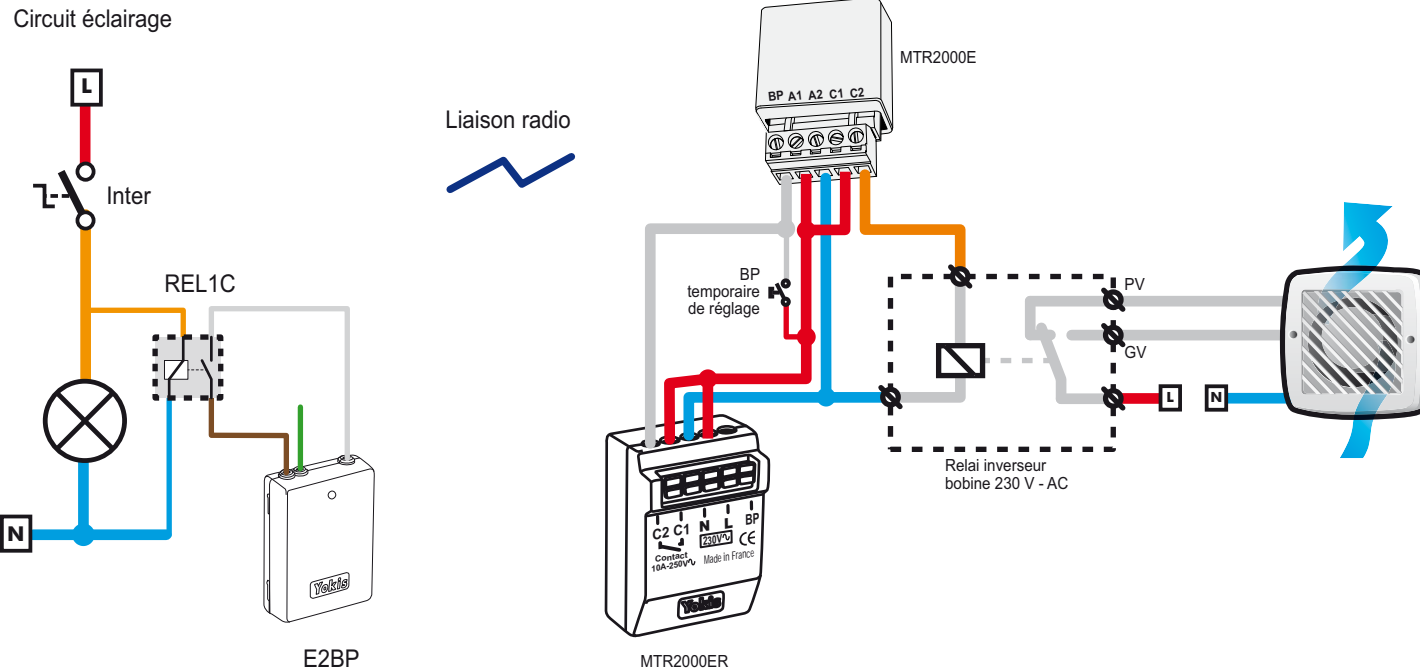 Circuit éclairage
L
Inter
REL1C
N
Yokis
E2BP
Liaison radio
MTR2000E
BP A1 A2 C1 C2
BP
temporaire
de réglage
PV
GV
L
N
Relai inverseur
bobine 230 V - AC
C2 C1 N L BP
230V~
CE
Contact
10A-250V~
Made in France
Yokis
MTR2000ER